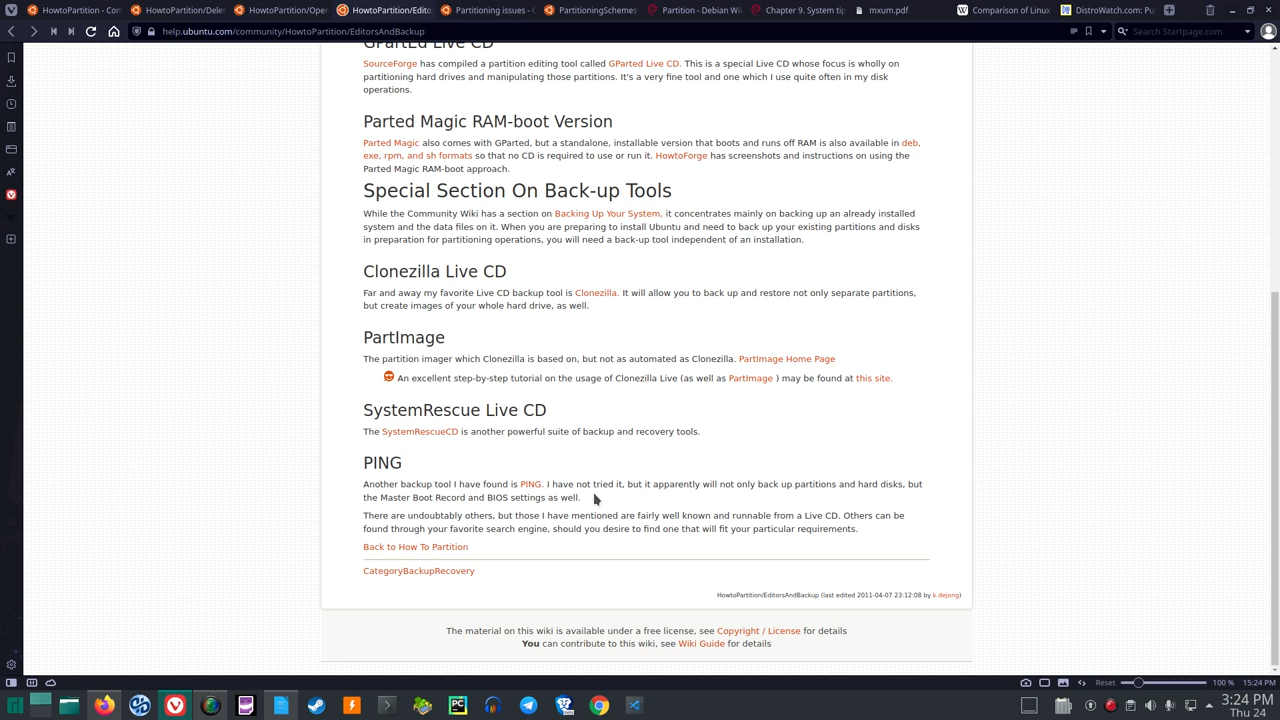 HowtoPartition - Con
HowtoPartition/Delet
HowtoPartition/Oper
HowtoPartition/Edito
Partitioning issues - C
PartitioningSchemes
Partition - Debian Wi
Chapter 9. System tip
mxum.pdf
Comparison of Linux
DistroWatch.com: Put
help.ubuntu.com/community/HowtoPartition/EditorsAndBackup
Search Startpage.com
GPartEd Live CD
SourceForge has compiled a partition editing tool called GParted Live CD. This is a special Live CD whose focus is wholly on
partitioning hard drives and manipulating those partitions. It's a very fine tool and one which I use quite often in my disk
operations.
Parted Magic RAM-boot Version
Parted Magic also comes with GParted, but a standalone, installable version that boots and runs off RAM is also available in deb,
exe, rpm, and sh formats so that no CD is required to use or run it. HowtoForge has screenshots and instructions on using the
Parted Magic RAM-boot approach.
Special Section On Back-up Tools
While the Community Wiki has a section on Backing Up Your System, it concentrates mainly on backing up an already installed
system and the data files on it. When you are preparing to install Ubuntu and need to back up your existing partitions and disks
in preparation for partitioning operations, you will need a back-up tool independent of an installation.
Clonezilla Live CD
Far and away my favorite Live CD backup tool is Clonezilla. It will allow you to back up and restore not only separate partitions,
but create images of your whole hard drive, as well.
PartImage
The partition imager which Clonezilla is based on, but not as automated as Clonezilla. PartImage Home Page
An excellent step-by-step tutorial on the usage of Clonezilla Live (as well as PartImage ) may be found at this site.
SystemRescue Live CD
The SystemRescueCD is another powerful suite of backup and recovery tools.
PING
Another backup tool I have found is PING. I have not tried it, but it apparently will not only back up partitions and hard disks, but
the Master Boot Record and BIOS settings as well.
There are undoubtedly others, but those I have mentioned are fairly well known and runnable from a Live CD. Others can be
found through your favorite search engine, should you desire to find one that will fit your particular requirements.
Back to How To Partition
CategoryBackupRecovery
HowtoPartition/EditorsAndBackup (last edited 2011-04-07 23:12:08 by k.dejong)
The material on this wiki is available under a free license, see Copyright / License for details
You can contribute to this wiki, see Wiki Guide for details
Reset
100 %
15:24 PM
3:24 PM
Thu 24